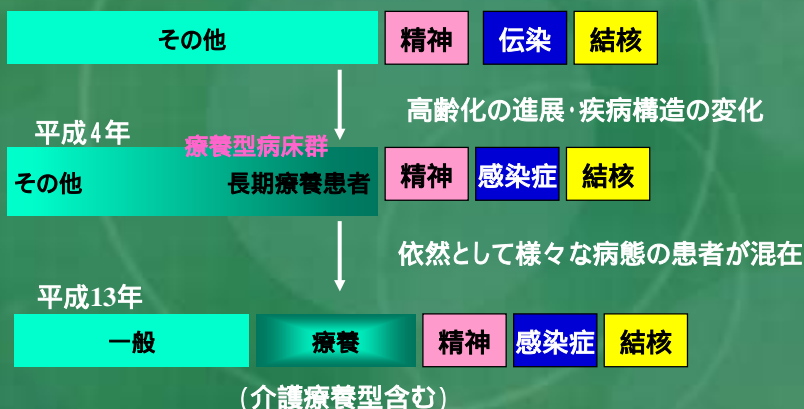 その他 精神 伝染 結核
高齢化の進展・疾病構造の変化
平成4年
療養型病床群
その他 長期療養患者 精神 感染症 結核
依然として様々な病態の患者が混在
平成13年
一般 療養 精神 感染症 結核
(介護療養型含む)